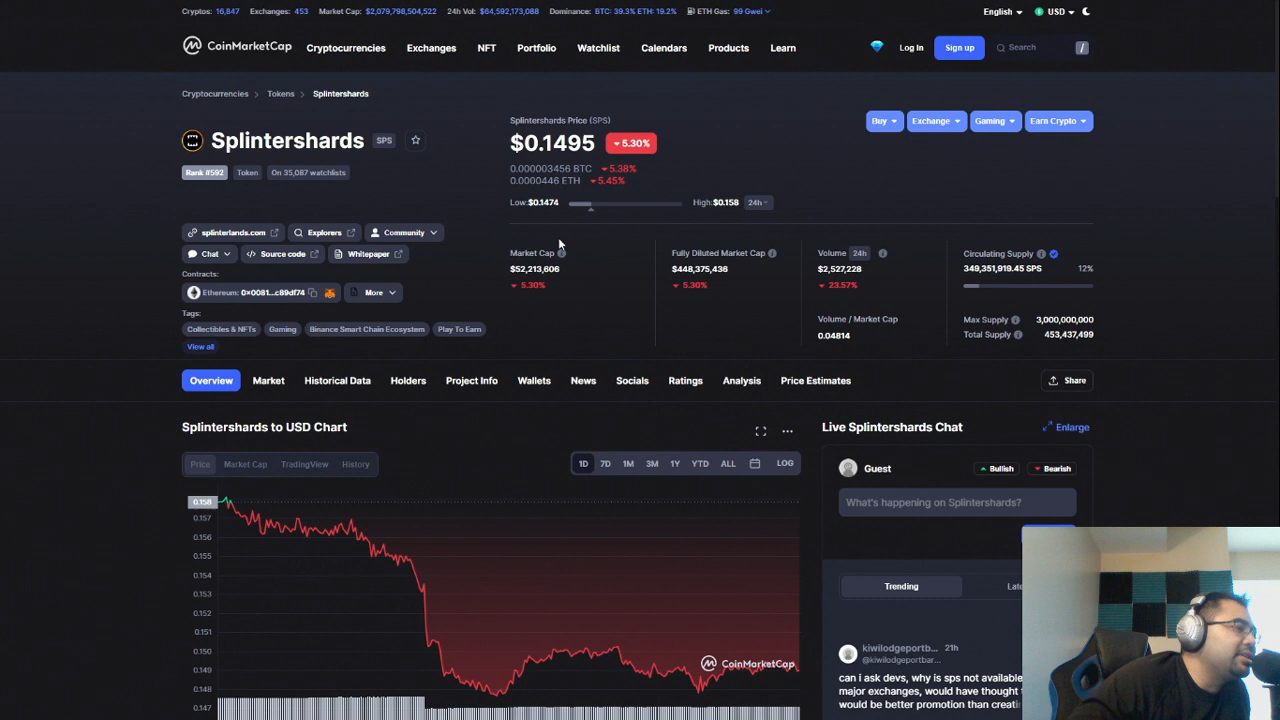 Cryptos: 16,847 Exchanges: 453 Market Cap: $2,079,798,504,522 24h Vol: $64,592,173,088 Dominance: BTC: 39.3% ETH: 19.2% ETH Gas: 99 Gwei English USD
CoinMarketCap Cryptocurrencies Exchanges NFT Portfolio Watchlist Calendars Products Learn Log In Sign up Search /
Cryptocurrencies > Tokens > Splintershards
Splintershards SPS
Rank #592 Token On 35,087 watchlists
splinterlands.com Explorers Community
Chat Source code Whitepaper
Contracts:
Ethereum: 0x0081...c89df74 More
Tags:
Collectibles & NFTs Gaming Binance Smart Chain Ecosystem Play To Earn
View all
Splintershards Price (SPS)
$0.1495 5.30%
0.000003456 BTC 5.38%
0.0000446 ETH 5.45%
Low: $0.1474 High: $0.158 24h
Buy Exchange Gaming Earn Crypto
Market Cap
$52,213,606
5.30%
Fully Diluted Market Cap
$448,375,436
5.30%
Volume 24h
$2,527,228
23.57%
Volume / Market Cap
0.04814
Circulating Supply
349,351,919.45 SPS 12%
Max Supply 3,000,000,000
Total Supply 453,437,499
Overview Market Historical Data Holders Project Info Wallets News Socials Ratings Analysis Price Estimates Share
Splintershards to USD Chart
Price Market Cap TradingView History 1D 7D 1M 3M 1Y YTD ALL LOG
0.158
0.157
0.156
0.155
0.154
0.153
0.152
0.151
0.150
0.149
0.148
0.147
CoinMarketCap
Live Splintershards Chat Enlarge
Guest Bullish Bearish
What's happening on Splintershards?
Trending
kiwilodgeportb... 21h
@kiwilodgeportbar...
can i ask devs, why is sps not available
major exchanges, would have thought
would be better promotion than